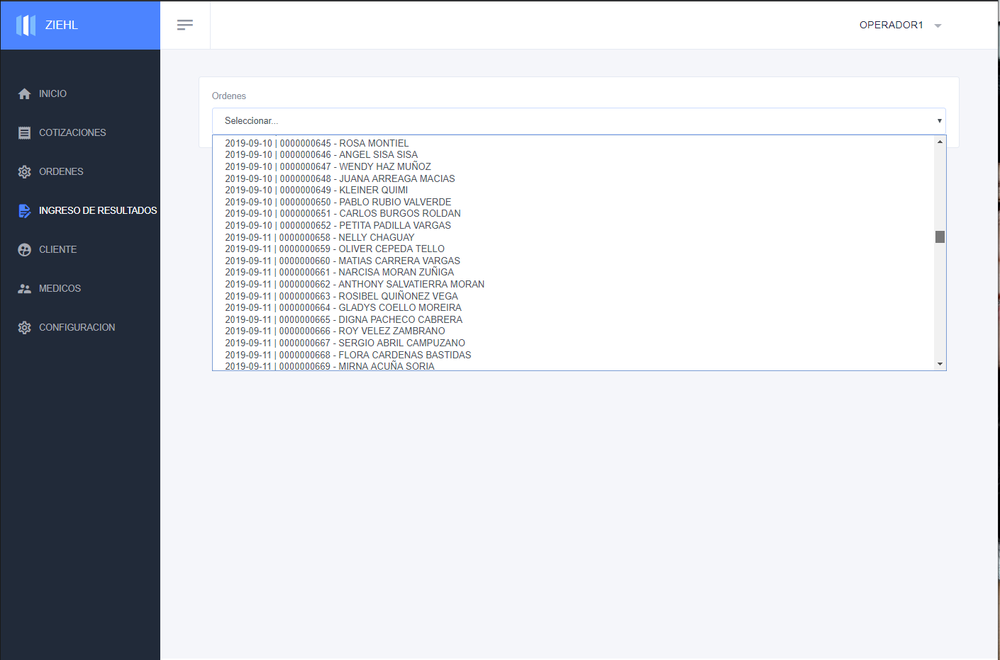 ZIEHL
OPERADOR1
INICIO
COTIZACIONES
ORDENES
INGRESO DE RESULTADOS
CLIENTE
MEDICOS
CONFIGURACION
Ordenes
Seleccionar...
2019-09-10 | 0000000645 - ROSA MONTIEL
2019-09-10 | 0000000646 - ANGEL SISA SISA
2019-09-10 | 0000000647 - WENDY HAZ MUÑOZ
2019-09-10 | 0000000648 - JUANA ARREAGA MACIAS
2019-09-10 | 0000000649 - KLEINER QUIMI
2019-09-10 | 0000000650 - PABLO RUBIO VALVERDE
2019-09-10 | 0000000651 - CARLOS BURGOS ROLDAN
2019-09-10 | 0000000652 - PETITA PADILLA VARGAS
2019-09-11 | 0000000658 - NELLY CHAGUAY
2019-09-11 | 0000000659 - OLIVER CEPEDA TELLO
2019-09-11 | 0000000660 - MATIAS CARRERA VARGAS
2019-09-11 | 0000000661 - NARCISA MORAN ZUÑIGA
2019-09-11 | 0000000662 - ANTHONY SALVATIERRA MORAN
2019-09-11 | 0000000663 - ROSIBEL QUIÑONEZ VEGA
2019-09-11 | 0000000664 - GLADYS COELLO MOREIRA
2019-09-11 | 0000000665 - DIGNA PACHECO CABRERA
2019-09-11 | 0000000666 - ROY VELEZ ZAMBRANO
2019-09-11 | 0000000667 - SERGIO ABRIL CAMPUZANO
2019-09-11 | 0000000668 - FLORA CARDENAS BASTIDAS
2019-09-11 | 0000000669 - MIRNA ACUÑA SORIA